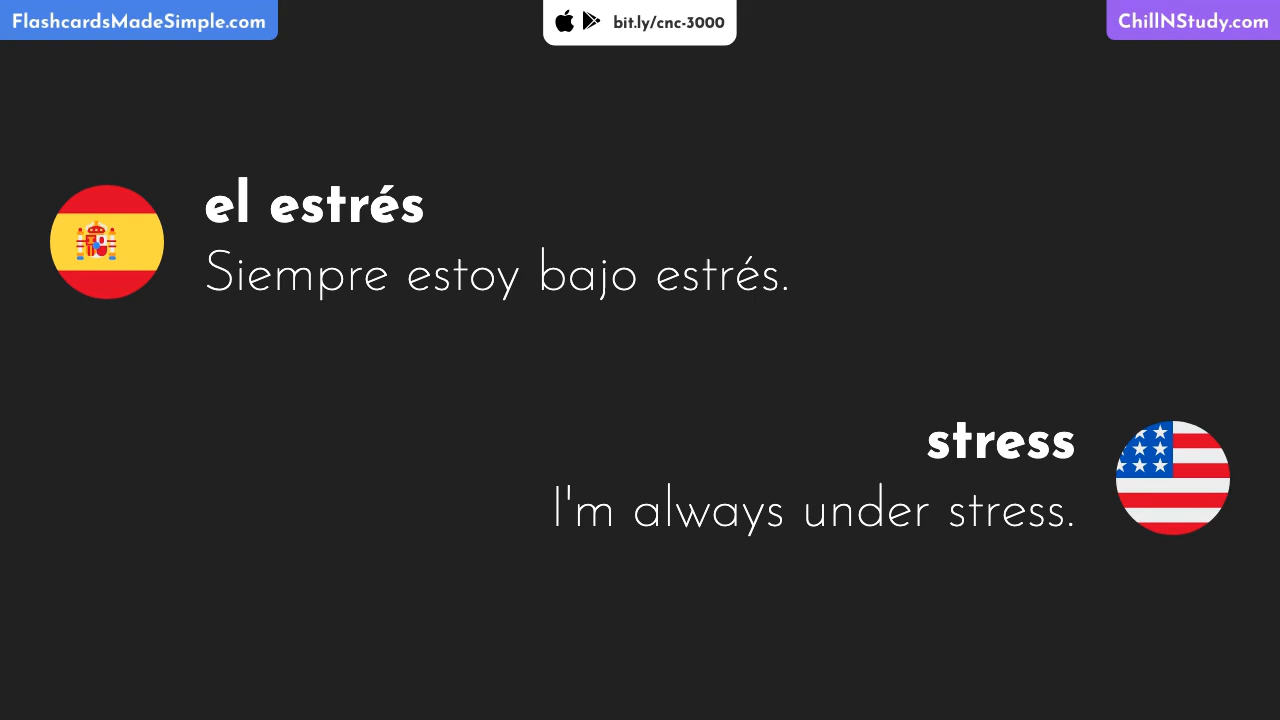 FlashcardsMadeSimple.com
bit.ly/cnc-3000
ChillNStudy.com
el estrés
Siempre estoy bajo estrés.
stress
I'm always under stress.